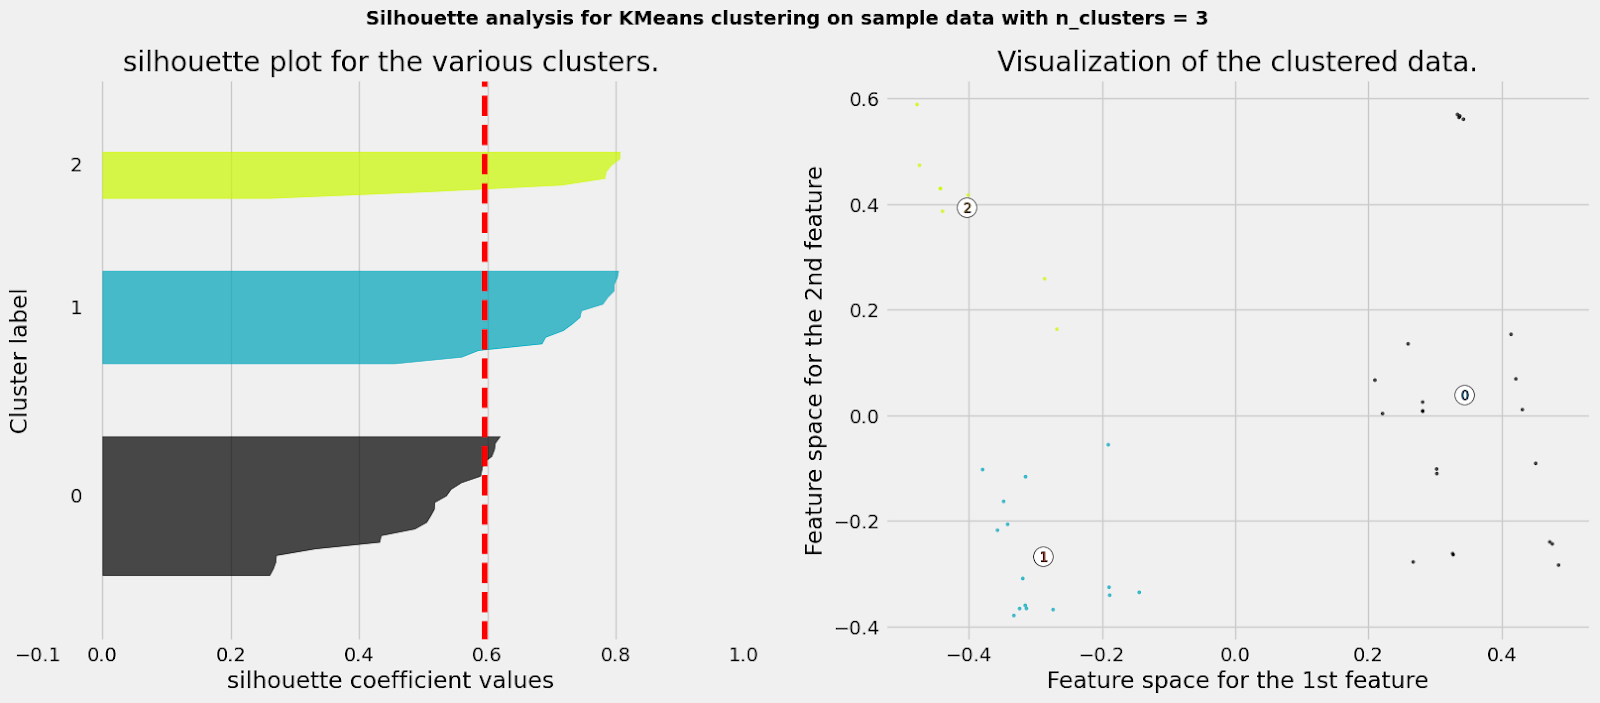 Silhouette analysis for KMeans clustering on sample data with n_clusters = 3
silhouette plot for the various clusters.
Cluster label
2
1
0
−0.1 0.0 0.2 0.4 0.6 0.8 1.0
silhouette coefficient values
Visualization of the clustered data.
Feature space for the 2nd feature
0.6
0.4
0.2
0.0
−0.2
−0.4
2
0
1
−0.4 −0.2 0.0 0.2 0.4
Feature space for the 1st feature